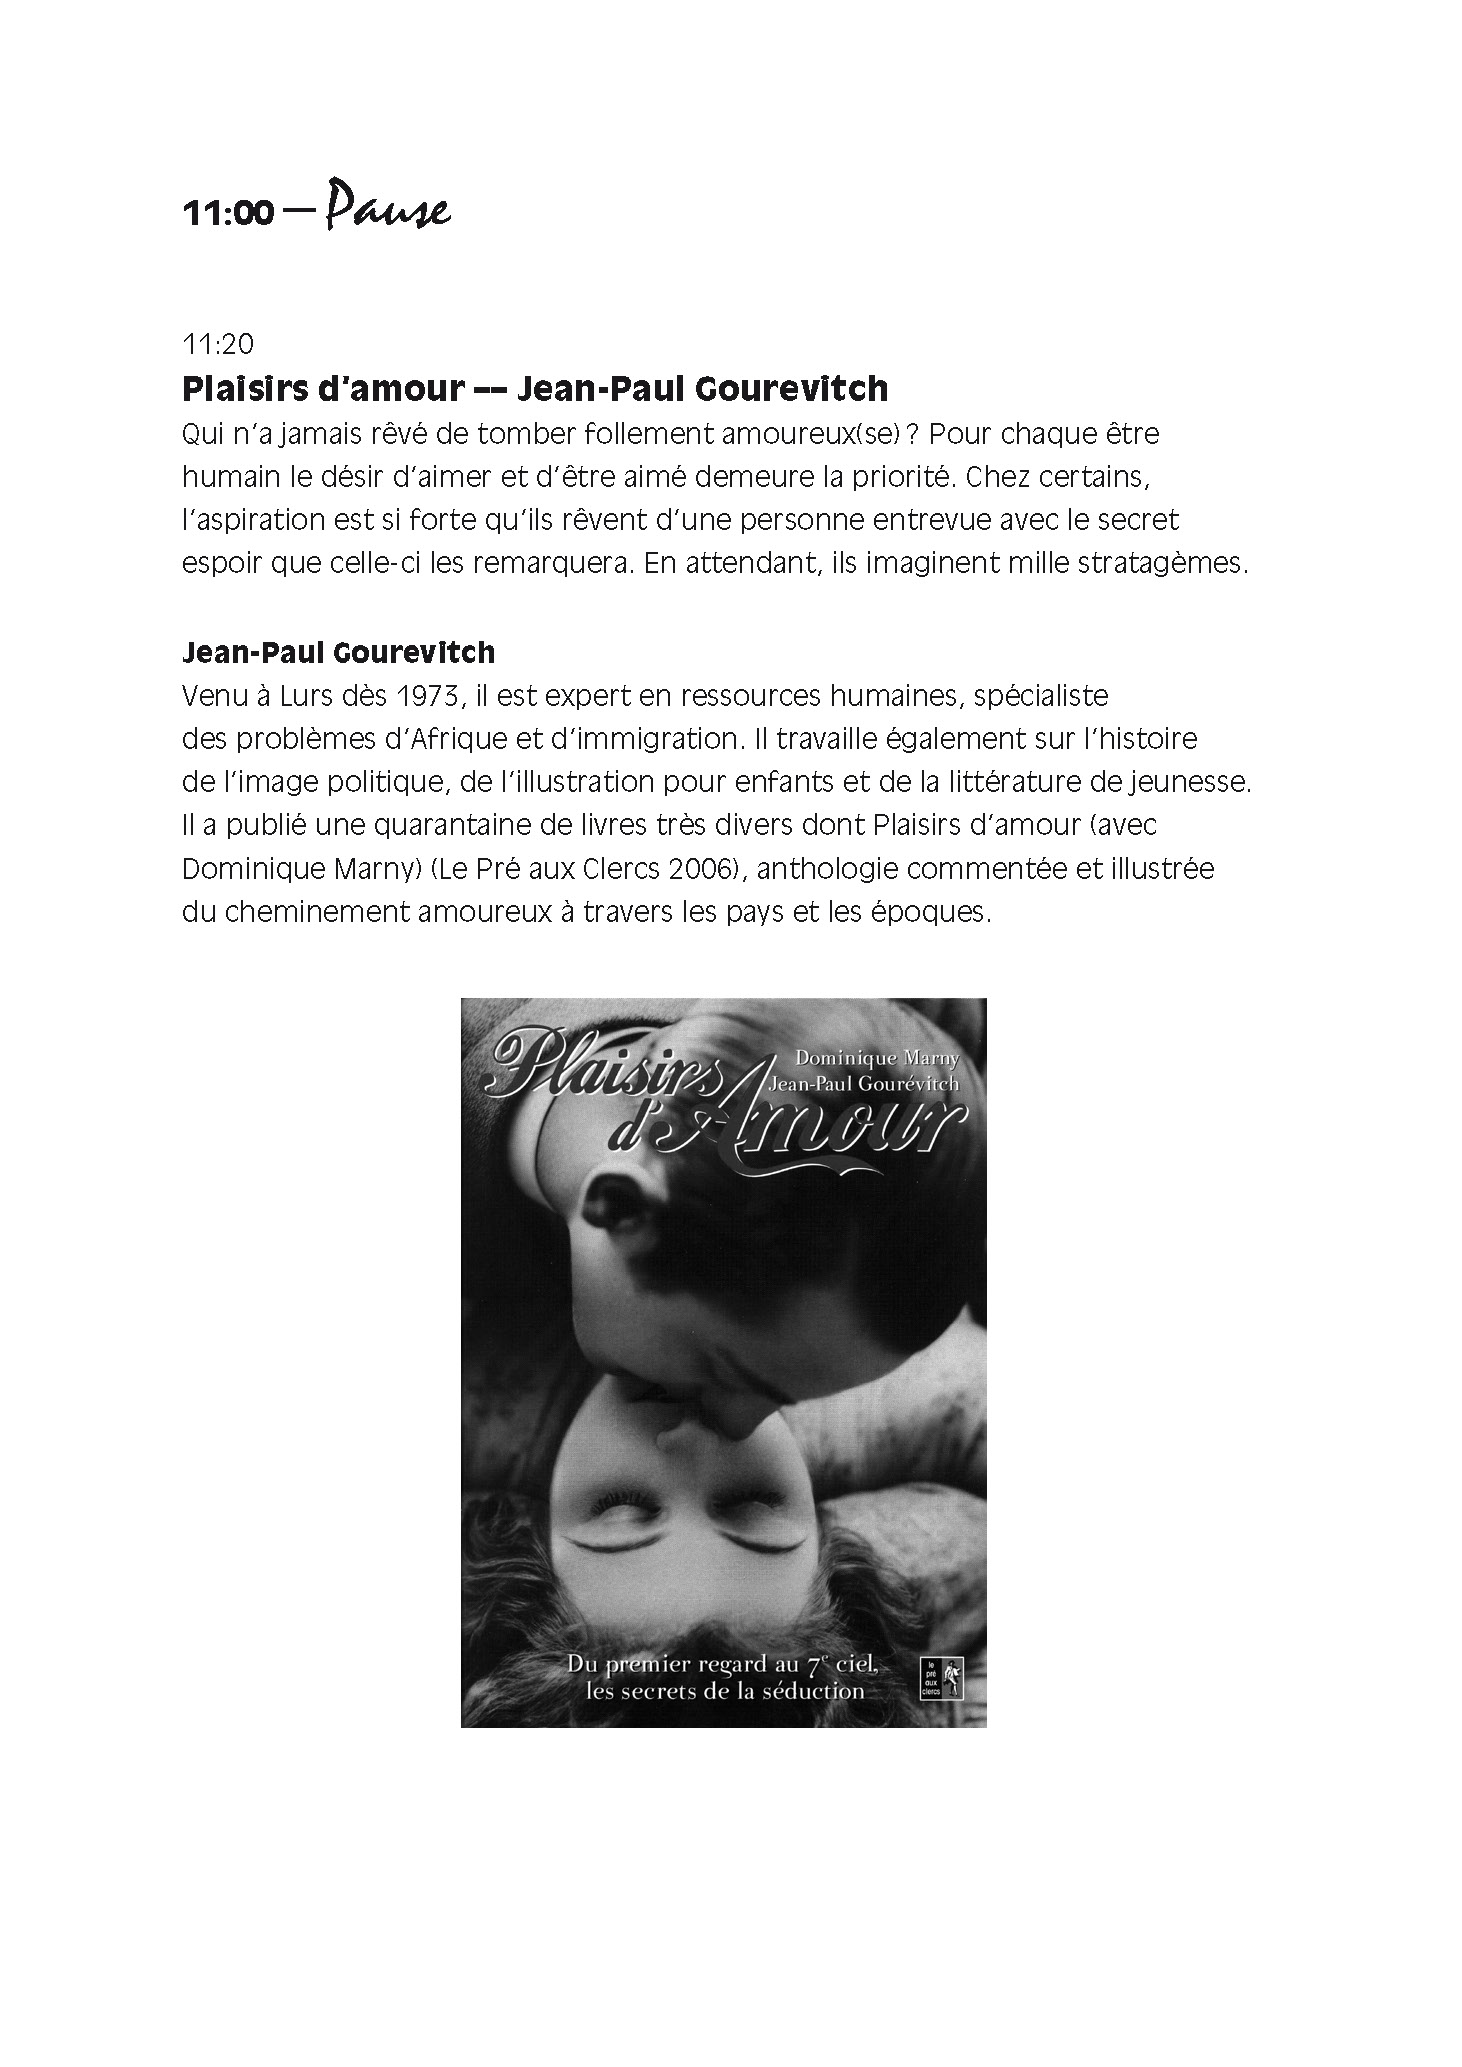 11:00 — Pause
11:20
Plaisirs d'amour –– Jean-Paul Gourevitch
Qui n'a jamais rêvé de tomber follement amoureux(se) ? Pour chaque être
humain le désir d'aimer et d'être aimé demeure la priorité. Chez certains,
l'aspiration est si forte qu'ils rêvent d'une personne entrevue avec le secret
espoir que celle-ci les remarquera. En attendant, ils imaginent mille stratagèmes.
Jean-Paul Gourevitch
Venu à Lurs dès 1973, il est expert en ressources humaines, spécialiste
des problèmes d'Afrique et d'immigration. Il travaille également sur l'histoire
de l'image politique, de l'illustration pour enfants et de la littérature de jeunesse.
Il a publié une quarantaine de livres très divers dont Plaisirs d'amour (avec
Dominique Marny) (Le Pré aux Clercs 2006), anthologie commentée et illustrée
du cheminement amoureux à travers les pays et les époques.
Plaisirs
d'Amour
Dominique Marny
Jean-Paul Gourévitch
Du premier regard au 7e ciel,
les secrets de la séduction
le
pré
aux
clercs